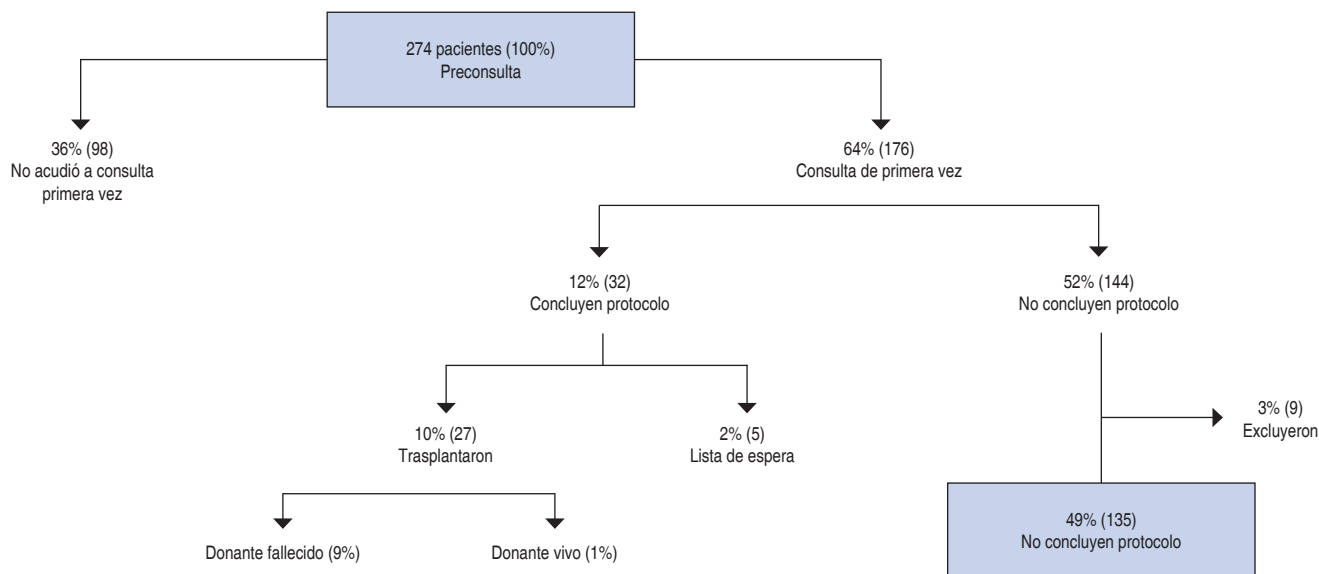 274 pacientes (100%)
Preconsulta
36% (98)
No acudió a consulta
primera vez
64% (176)
Consulta de primera vez
12% (32)
Concluyen protocolo
52% (144)
No concluyen protocolo
10% (27)
Trasplantaron
2% (5)
Lista de espera
3% (9)
Excluyeron
Donante fallecido (9%)
Donante vivo (1%)
49% (135)
No concluyen protocolo